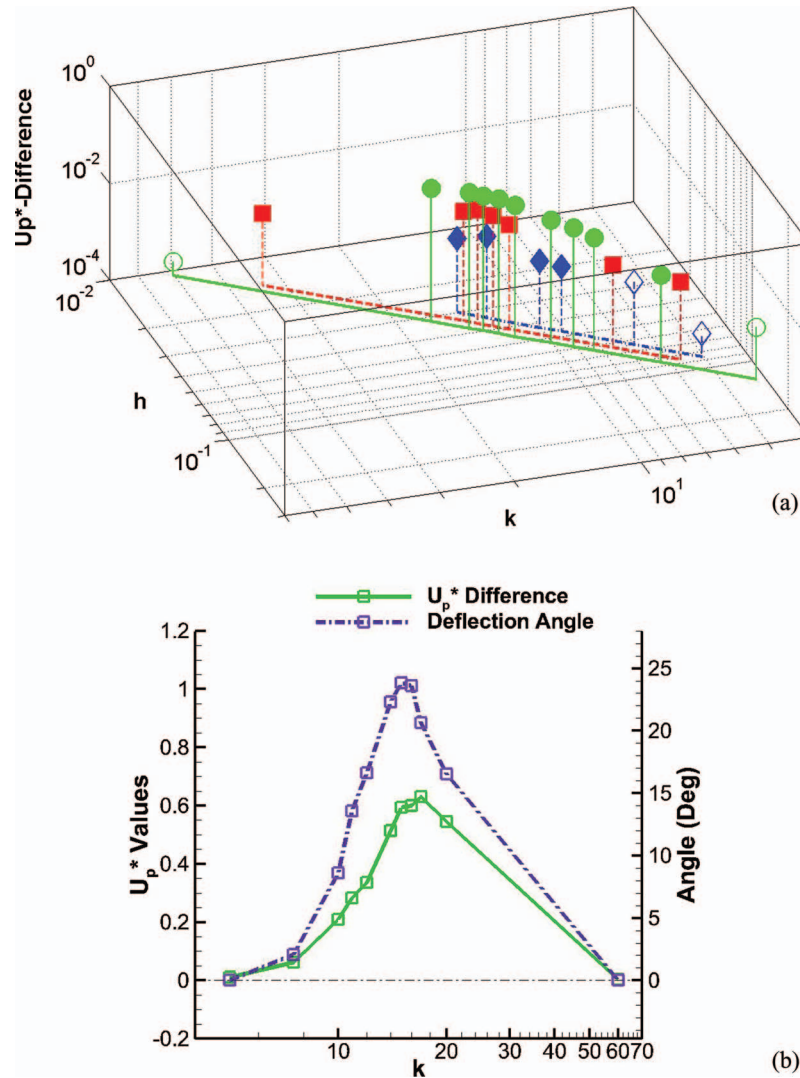 10^0
10^-2
10^-4
Up*-Difference
10^-2
h
10^-1
k
10^1
(a)
U_p* Difference
Deflection Angle
1.2
1
0.8
0.6
0.4
0.2
0
-0.2
U_p* Values
25
20
15
10
5
0
Angle (Deg)
10 20 30 40 50 60 70
k
(b)